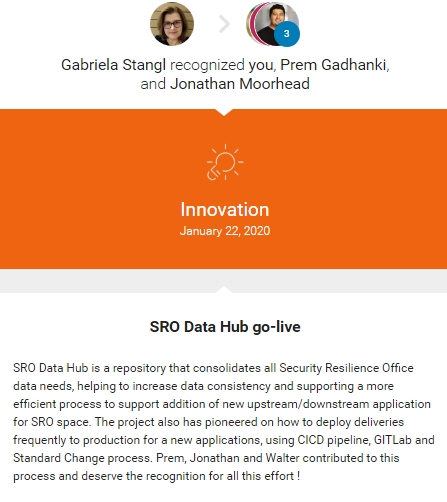 3
Gabriela Stangl recognized you, Prem Gadhanki,
and Jonathan Moorhead
Innovation
January 22, 2020
SRO Data Hub go-live
SRO Data Hub is a repository that consolidates all Security Resilience Office
data needs, helping to increase data consistency and supporting a more
efficient process to support addition of new upstream/downstream application
for SRO space. The project also has pioneered on how to deploy deliveries
frequently to production for a new applications, using CICD pipeline, GITLab and
Standard Change process. Prem, Jonathan and Walter contributed to this
process and deserve the recognition for all this effort !